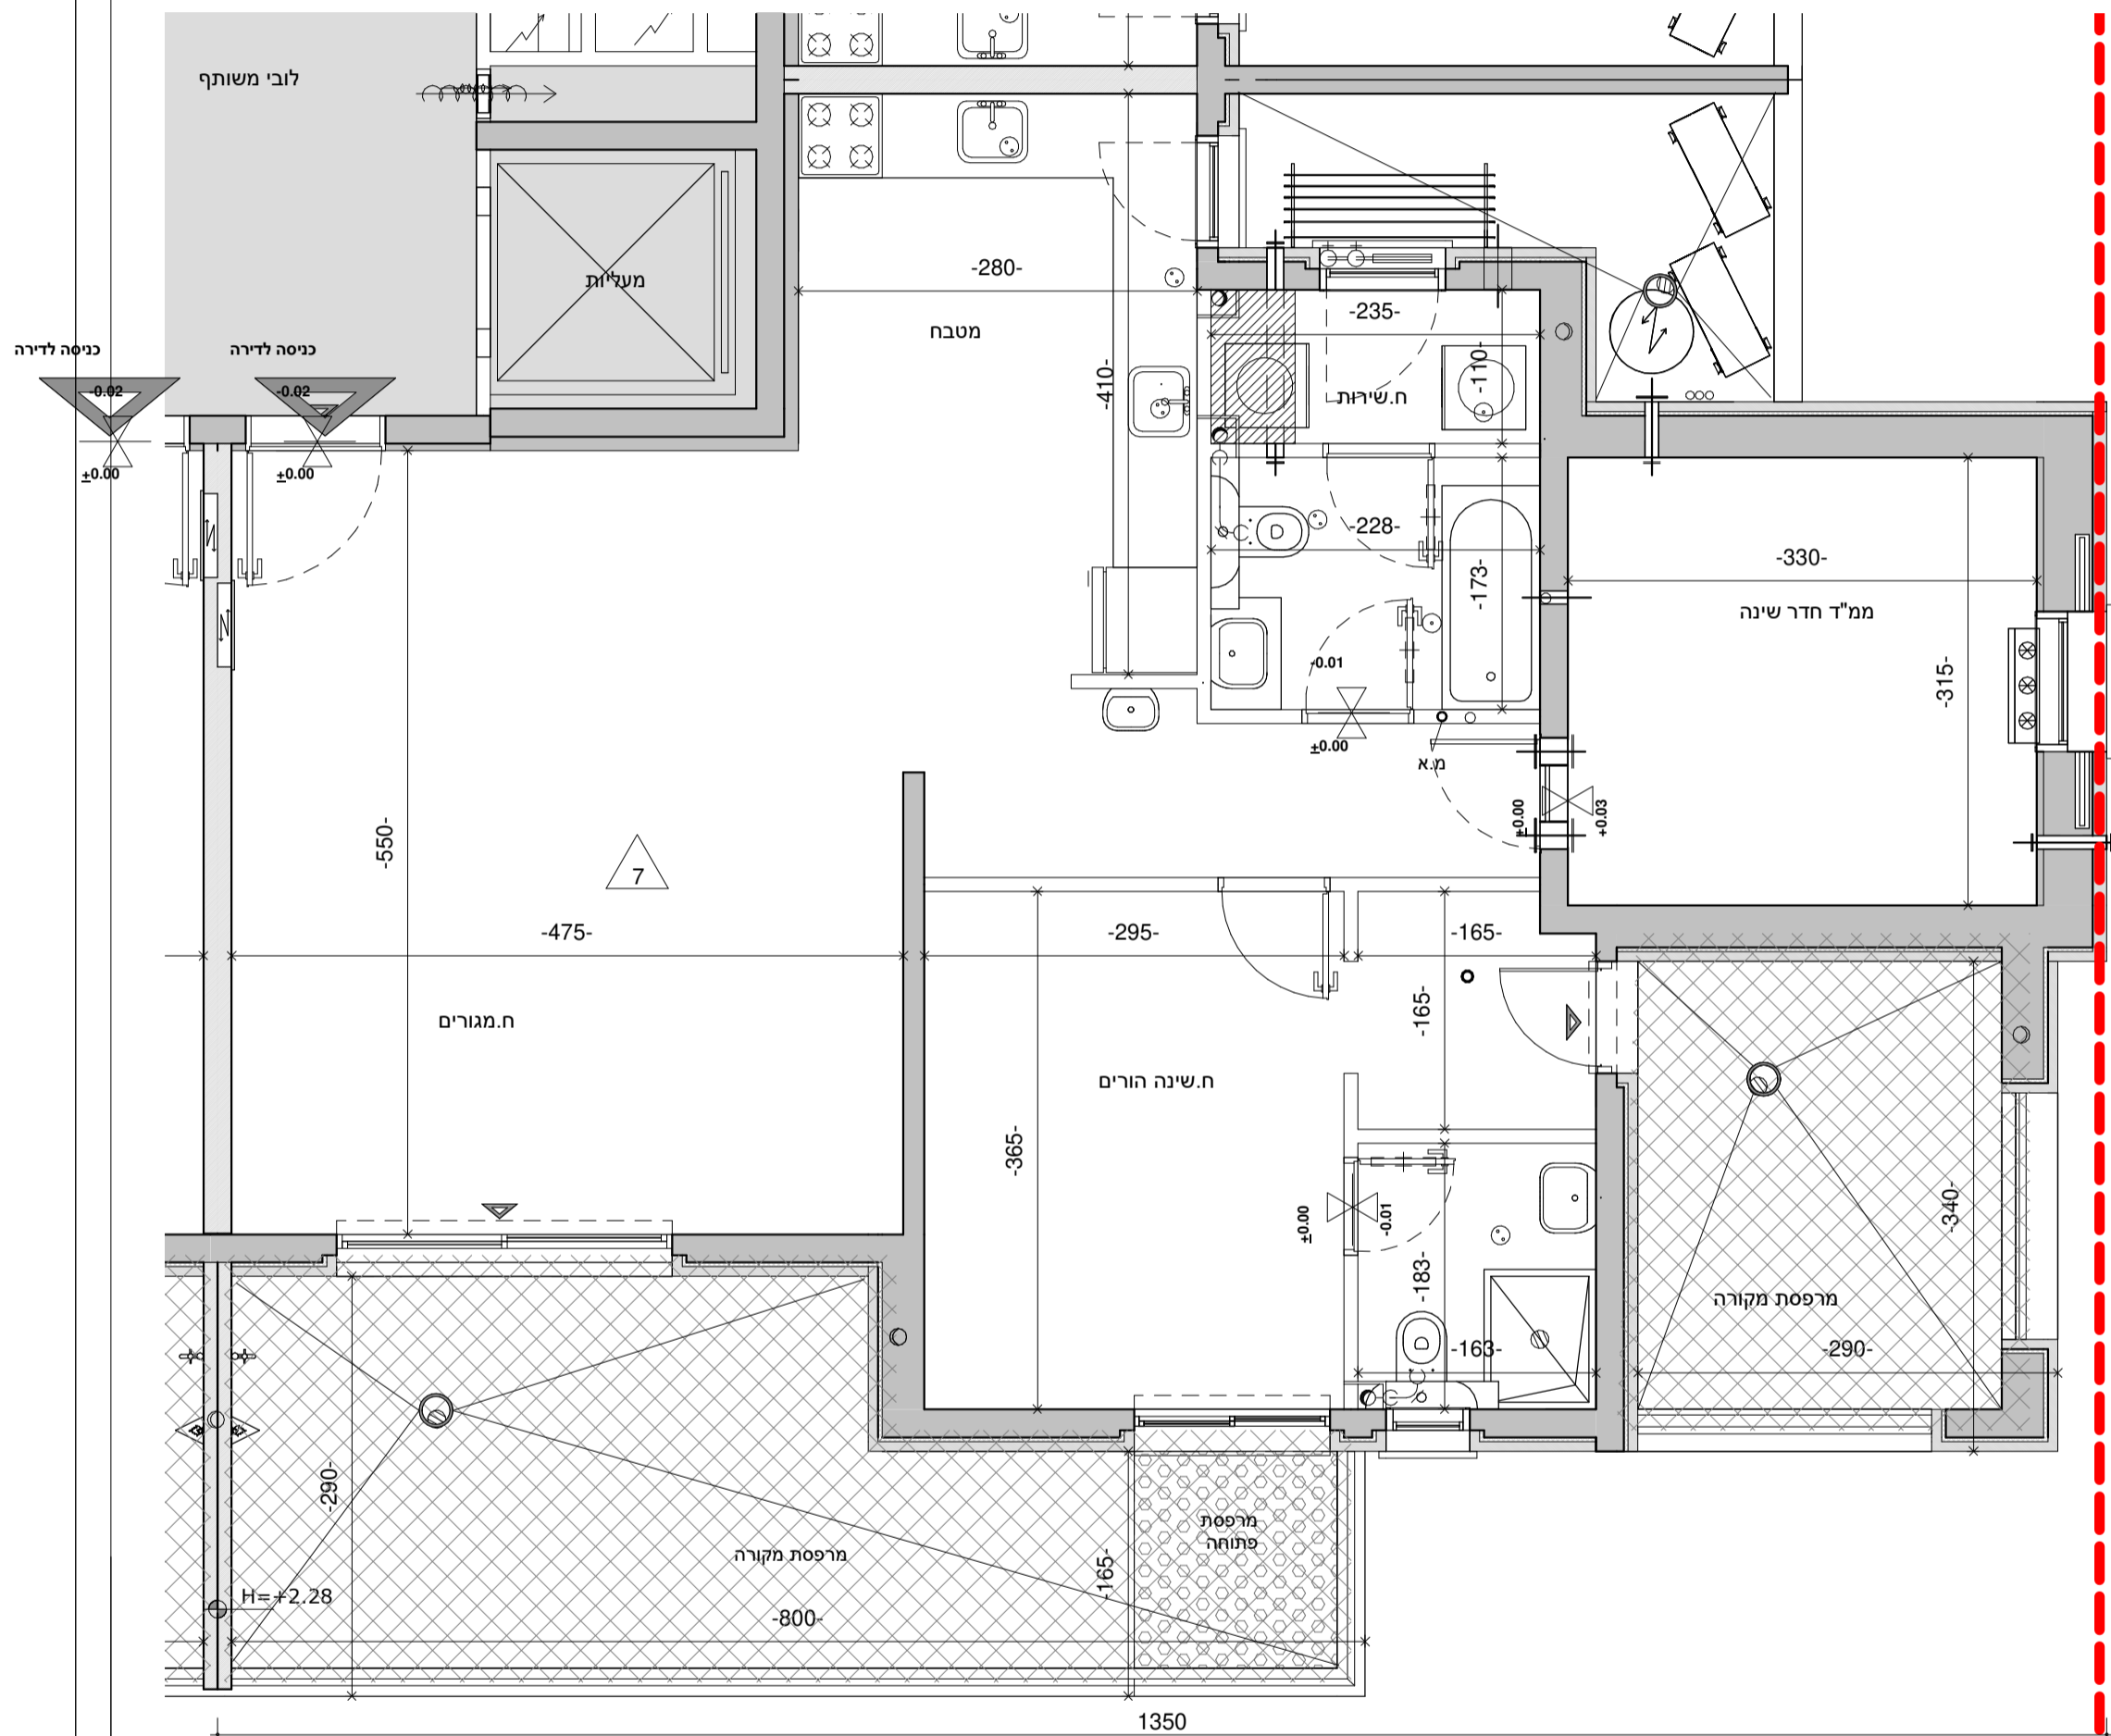 לובי משותף
מעליות
כניסה לדירה
כניסה לדירה
-0.02
-0.02
±0.00
±0.00
-280-
מטבח
-410-
-235-
-110-
ח.שירות
-228-
-173-
-0.01
±0.00
מ.א
-330-
ממ"ד חדר שינה
-315-
±0.00
+0.03
-550-
7
-475-
-295-
-165-
ח.מגורים
-165-
ח.שינה הורים
-365-
±0.00
-0.01
-183-
-163-
-340-
מרפסת מקורה
-290-
-290-
מרפסת
פתוחה
מרפסת מקורה
-165-
H=+2.28
-800-
1350